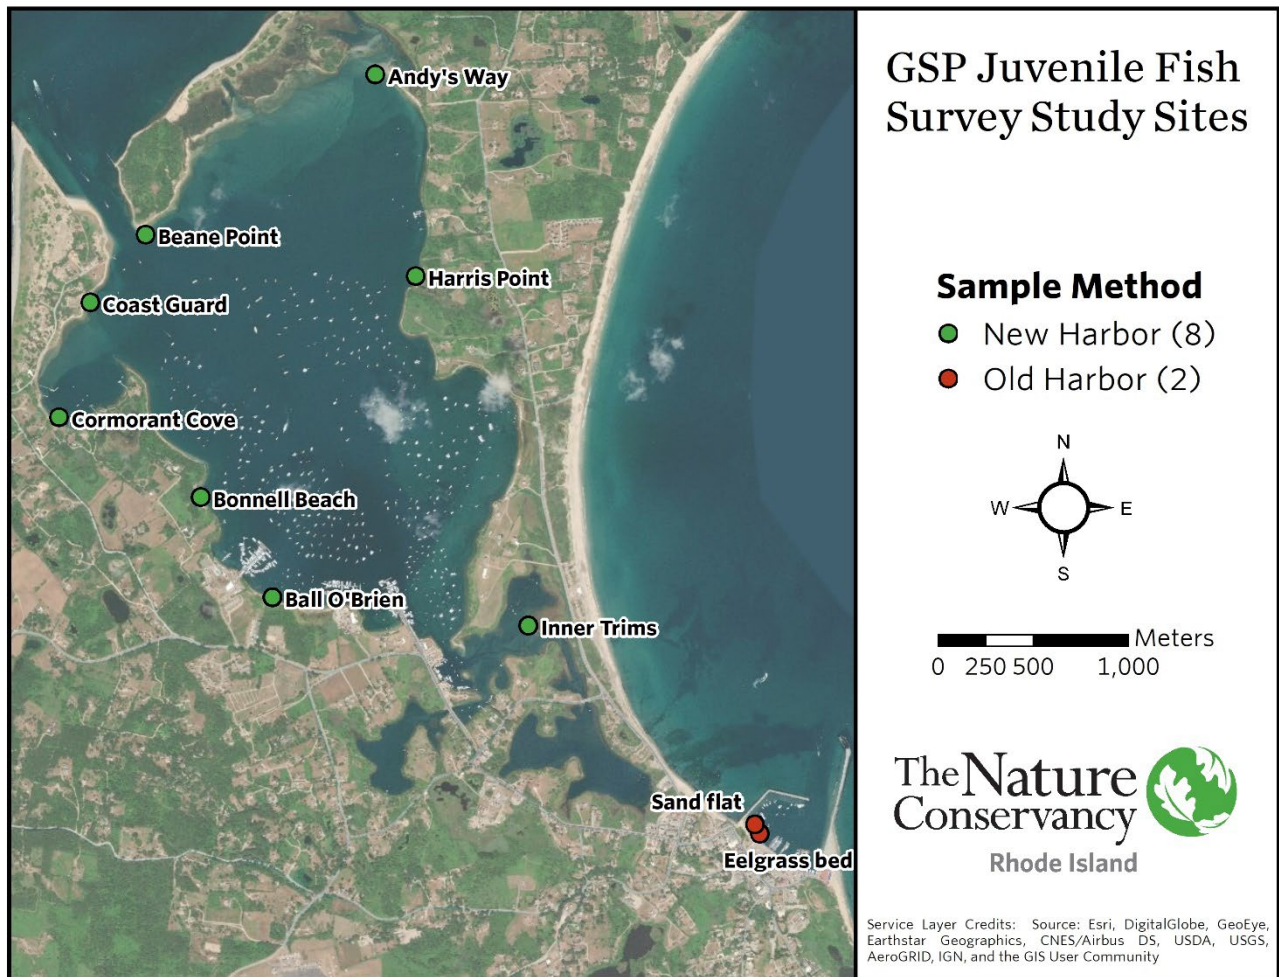 GSP Juvenile Fish
Survey Study Sites
Andy's Way
Beane Point
Harris Point
Coast Guard
Cormorant Cove
Bonnell Beach
Ball O'Brien
Inner Trims
Sand flat
Eelgrass bed
Sample Method
New Harbor (8)
Old Harbor (2)
N
W E
S
Meters
0 250 500 1,000
The Nature
Conservancy
Rhode Island
Service Layer Credits: Source: Esri, DigitalGlobe, GeoEye,
Earthstar Geographics, CNES/Airbus DS, USDA, USGS,
AeroGRID, IGN, and the GIS User Community